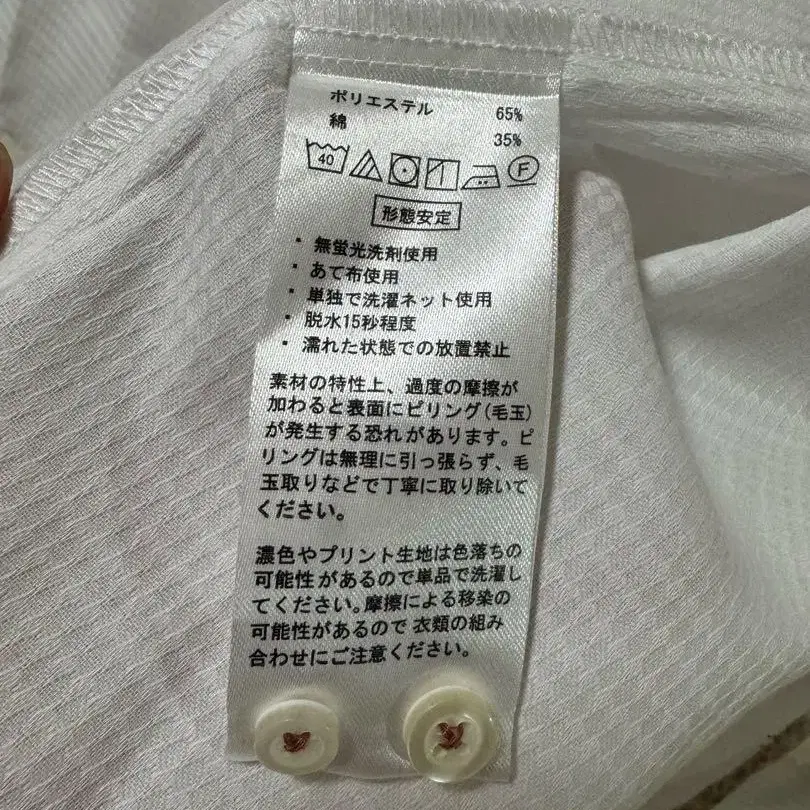 ポリエステル 65%
綿 35%
40 F
形態安定
・無蛍光洗剤使用
・あて布使用
・単独で洗濯ネット使用
・脱水15秒程度
・濡れた状態での放置禁止
素材の特性上、過度の摩擦が
加わると表面にピリング(毛玉)
が発生する恐れがあります。ピ
リングは無理に引っ張らず、毛
玉取りなどで丁寧に取り除いて
ください。
濃色やプリント生地は色落ちの
可能性があるので単品で洗濯し
てください。摩擦による移染の
可能性があるので衣類の組み
合わせにご注意ください。